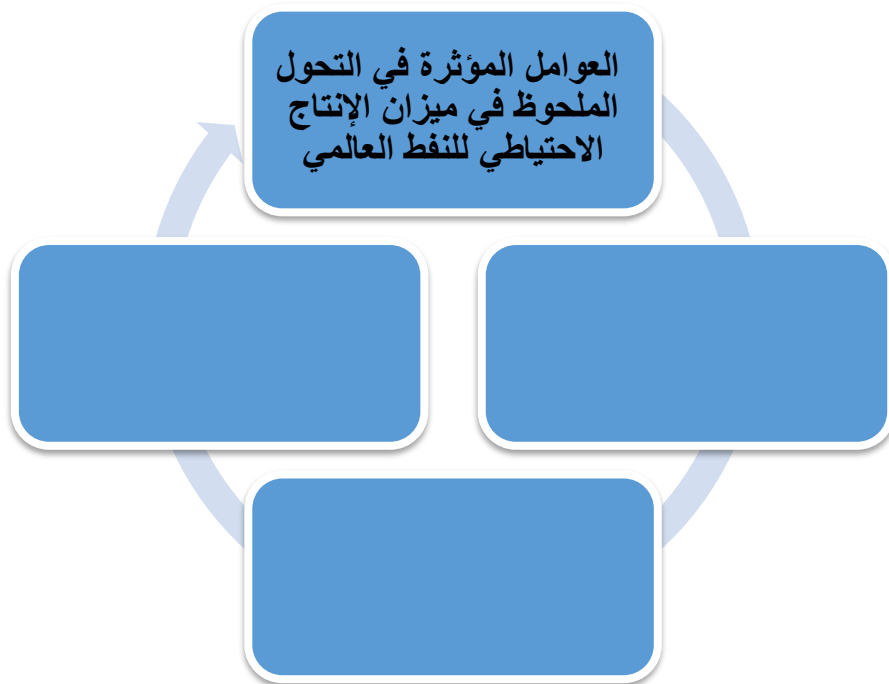 العوامل المؤثرة في التحول
الملحوظ في ميزان الإنتاج
الاحتياطي للنفط العالمي